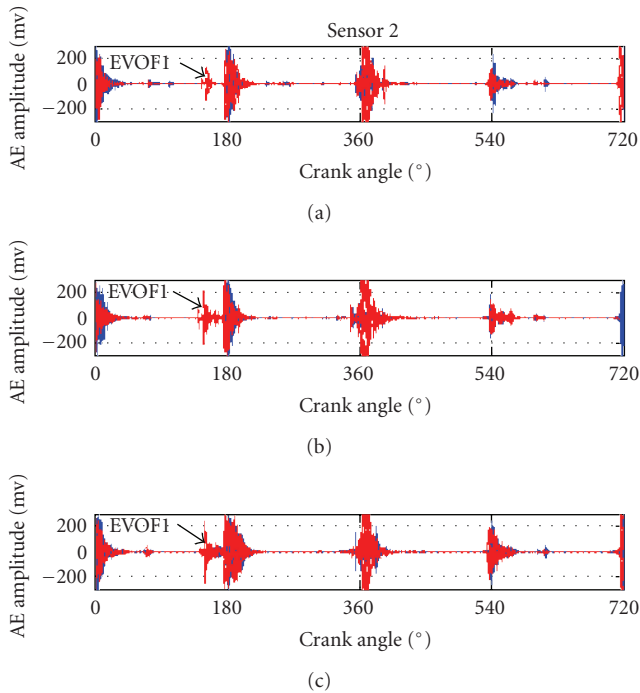 Sensor 2
AE amplitude (mv)
200
0
−200
EVOF1
0 180 360 540 720
Crank angle (°)
(a)
AE amplitude (mv)
200
0
−200
EVOF1
0 180 360 540 720
Crank angle (°)
(b)
AE amplitude (mv)
200
0
−200
EVOF1
0 180 360 540 720
Crank angle (°)
(c)